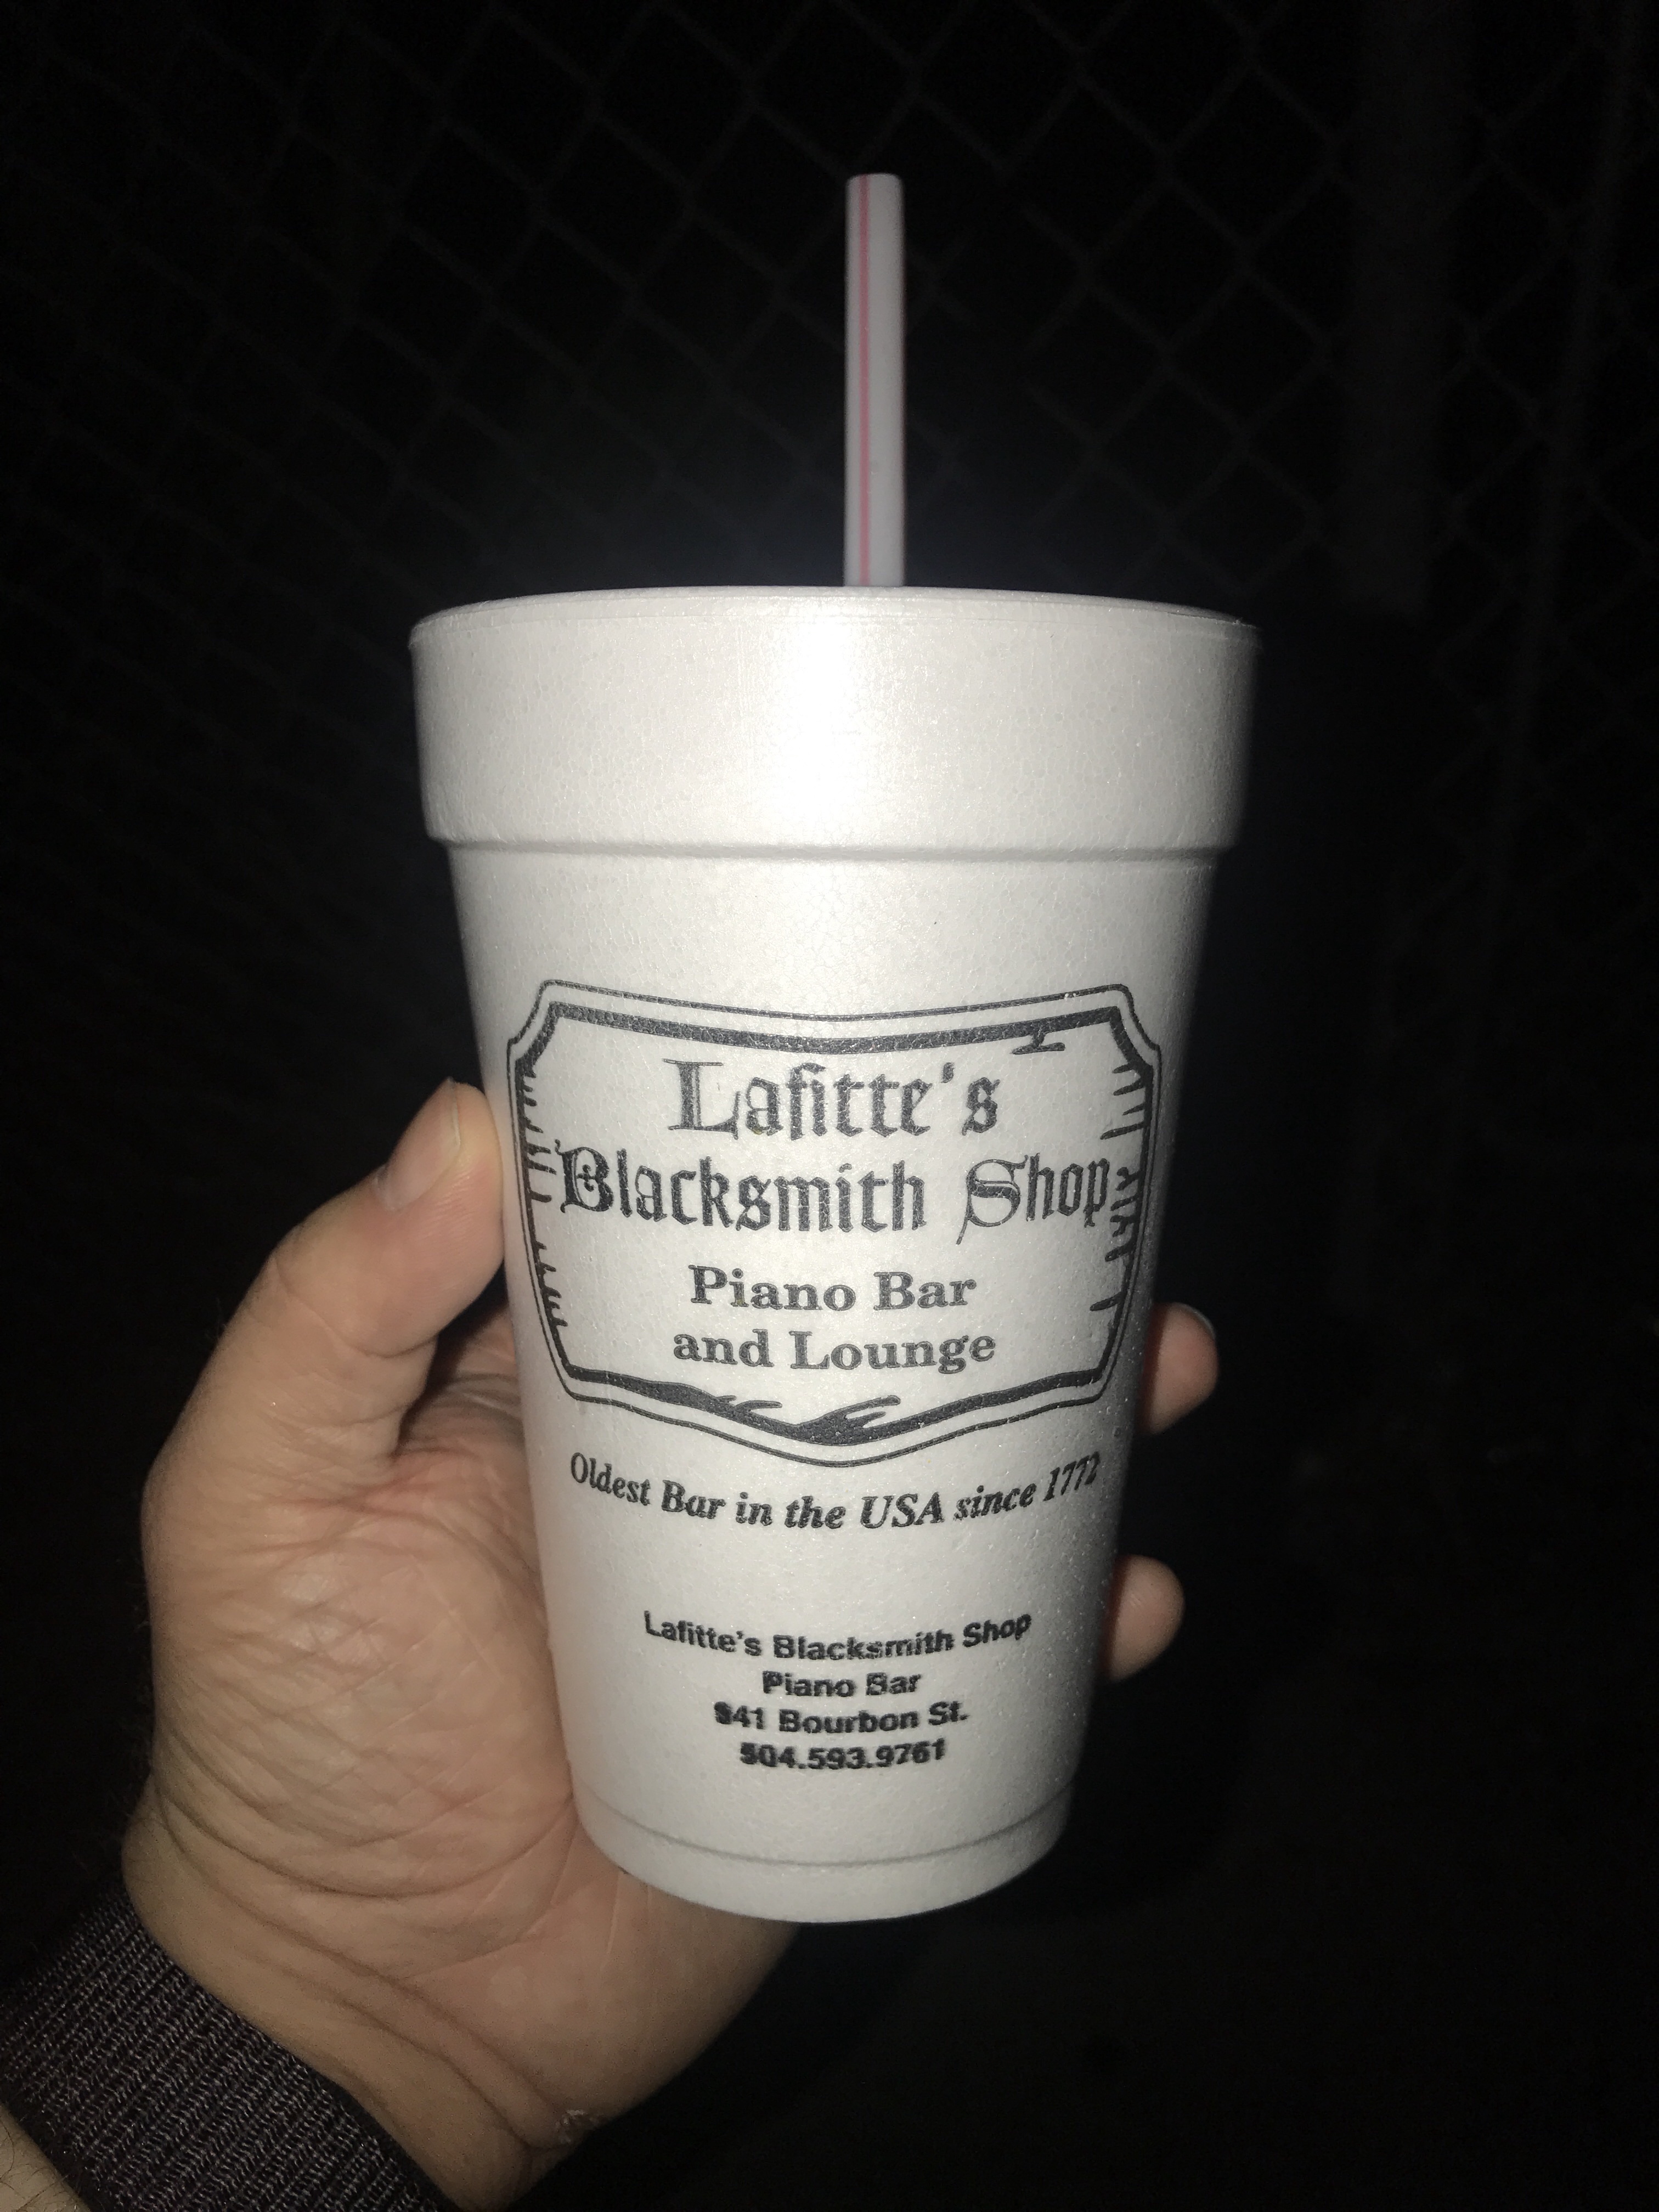 Lafitte's
Blacksmith Shop
Piano Bar
and Lounge
Oldest Bar in the USA since 1772
Lafitte's Blacksmith Shop
Piano Bar
941 Bourbon St.
504.593.9761